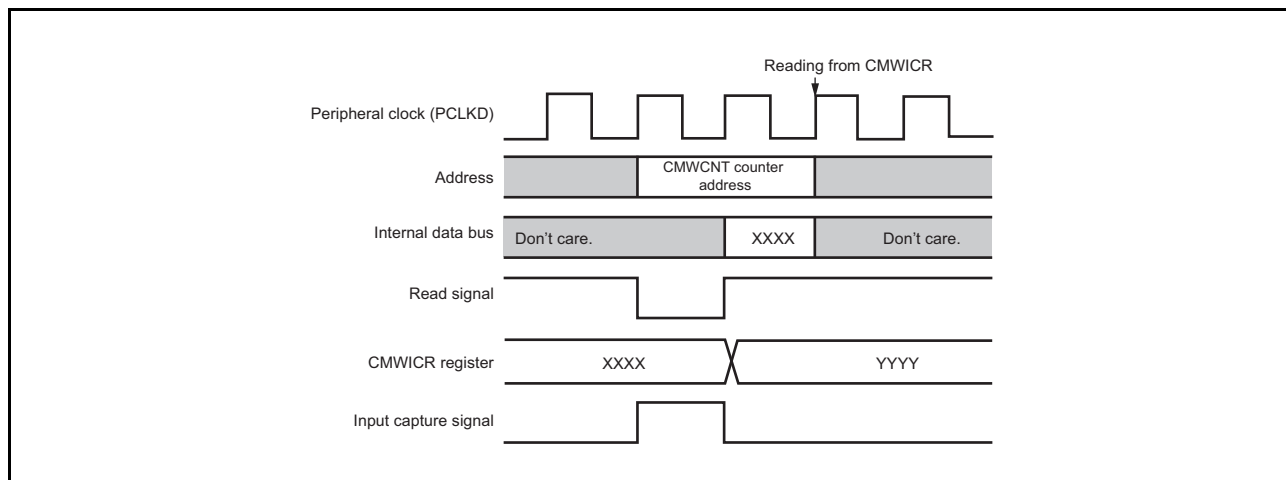 Reading from CMWICR
Peripheral clock (PCLKD)
Address
CMWCNT counter
address
Internal data bus
Don’t care.
XXXX
Don’t care.
Read signal
CMWICR register
XXXX
YYYY
Input capture signal